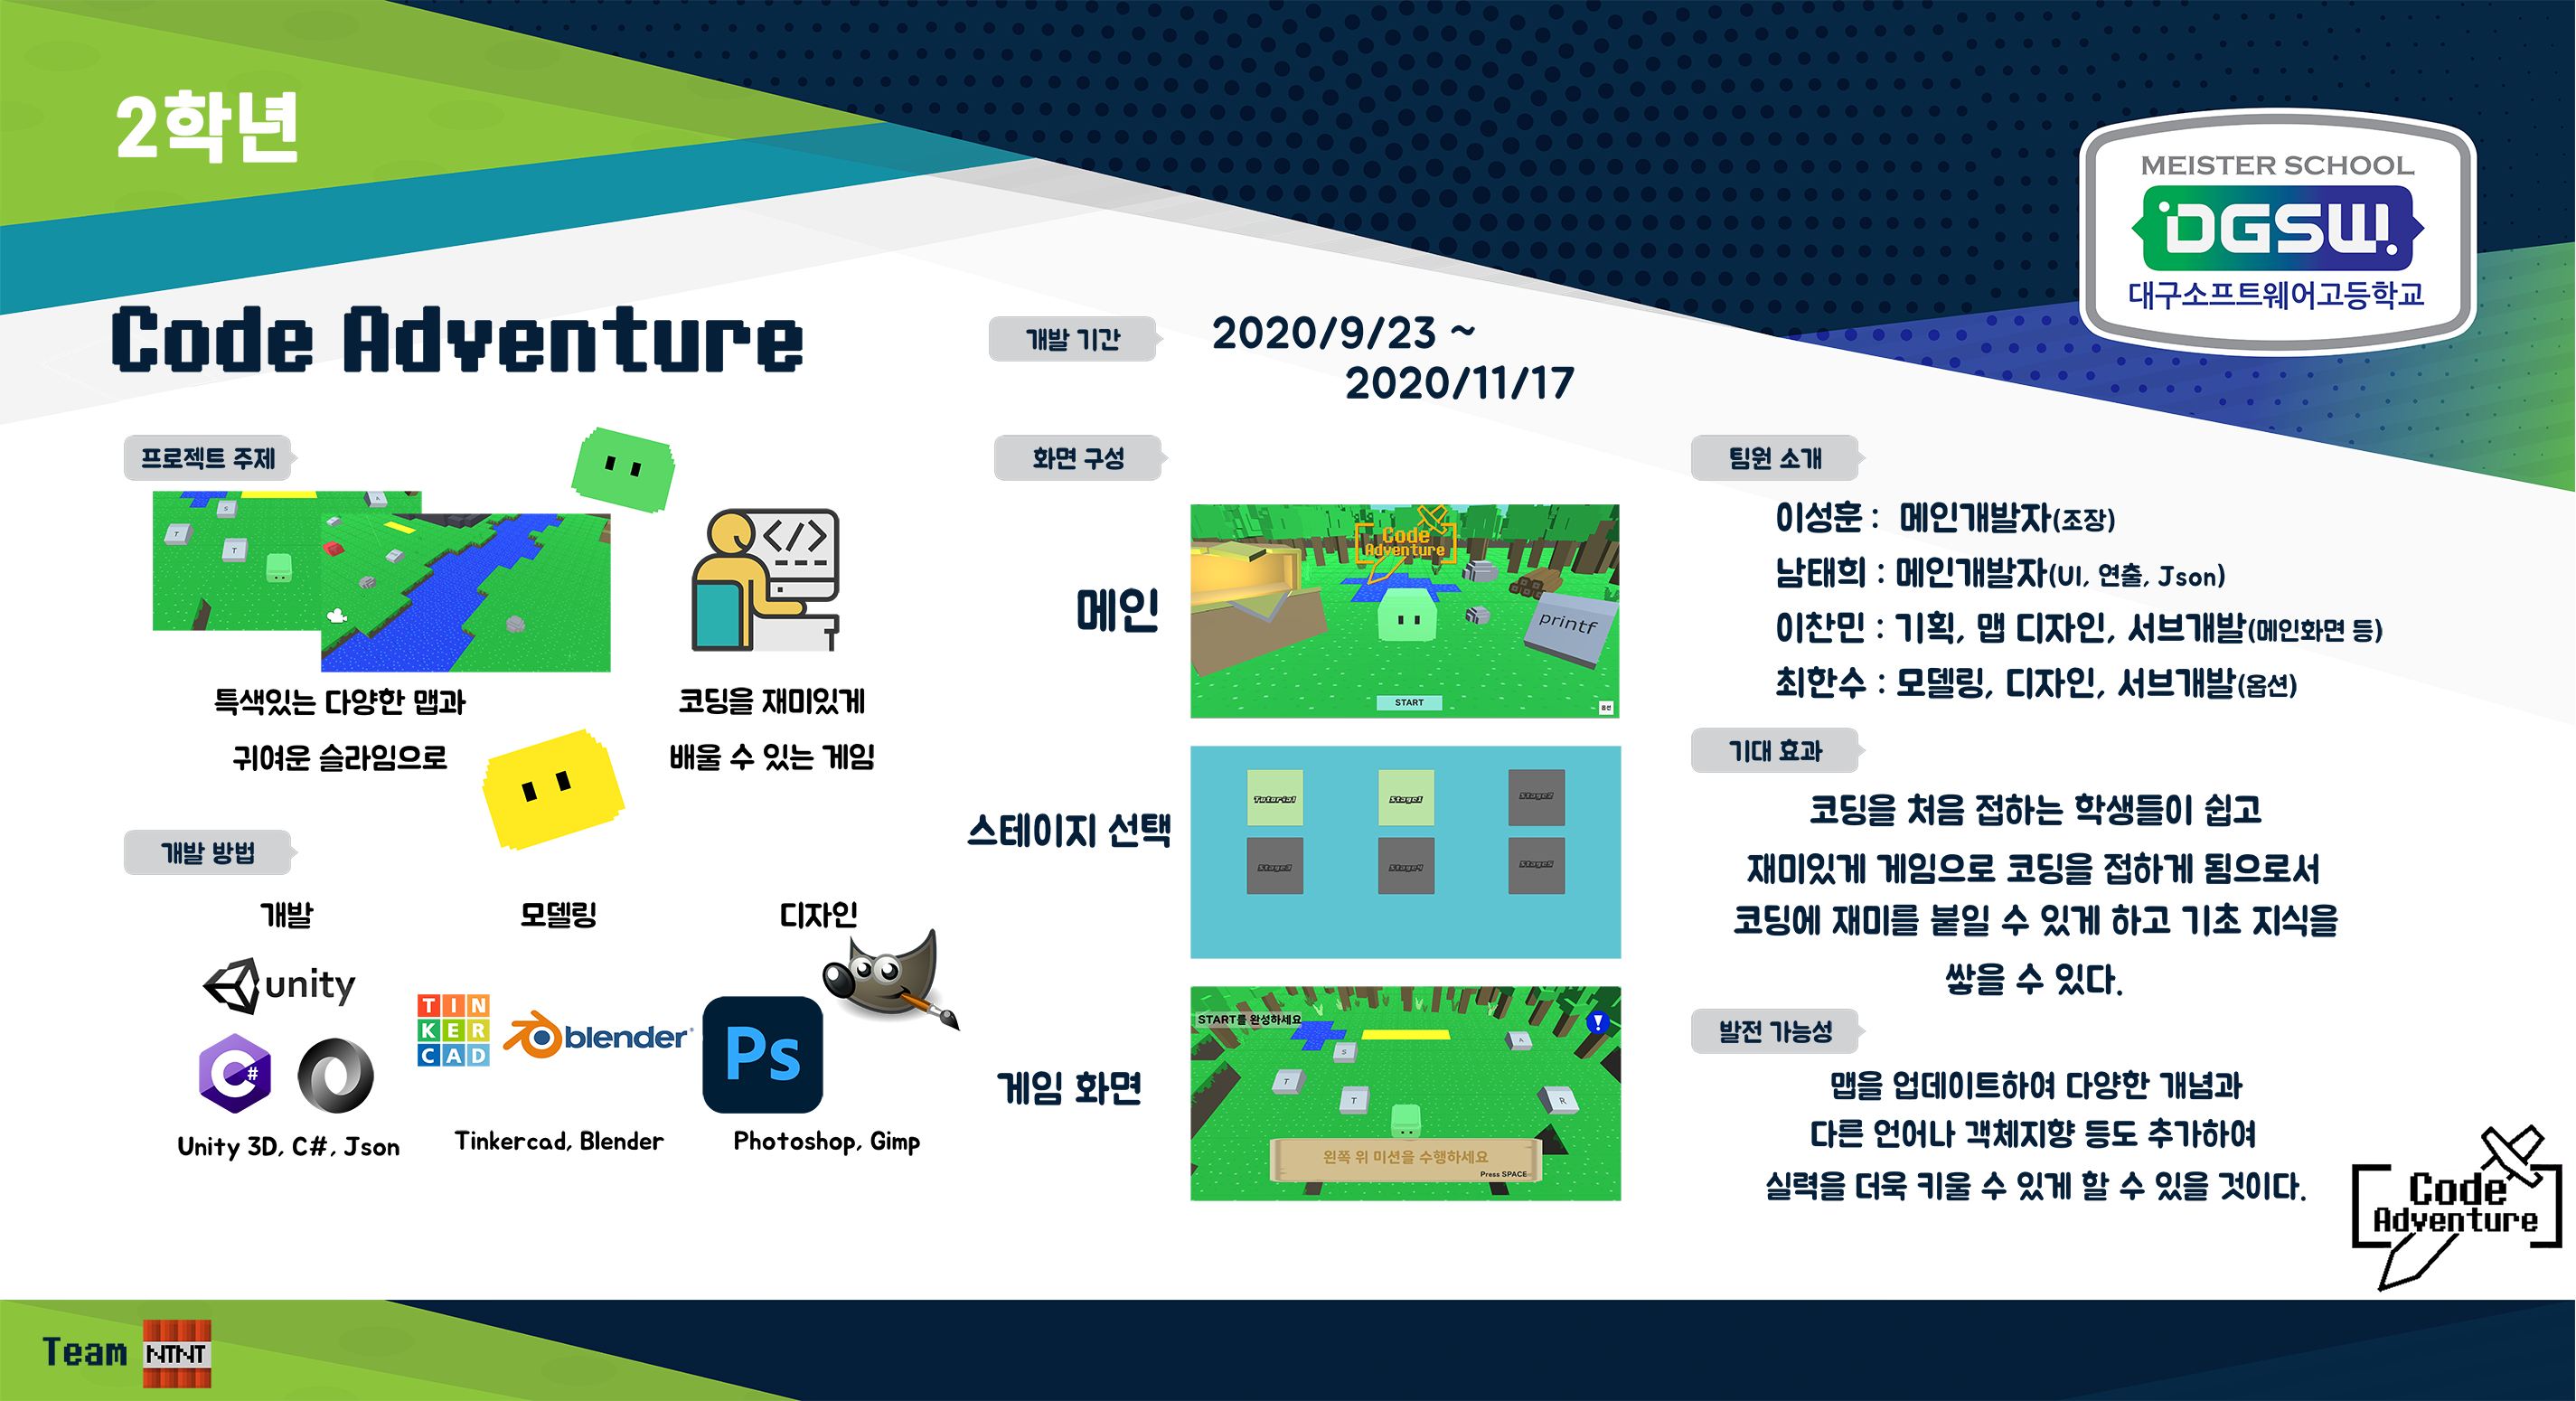 2학년
MEISTER SCHOOL
DGSW
대구소프트웨어고등학교
Code Adventure
개발 기간
2020/9/23 ~
2020/11/17
프로젝트 주제
S
A
T
T
특색있는 다양한 맵과
귀여운 슬라임으로
코딩을 재미있게
배울 수 있는 게임
개발 방법
개발
unity
C#
Unity 3D, C#, Json
모델링
TIN
KER
CAD
blender
Tinkercad, Blender
디자인
Ps
Photoshop, Gimp
화면 구성
메인
Code
Adventure
printf
START
옵션
스테이지 선택
Tutorial
Stage1
Stage2
Stage3
Stage4
Stage5
게임 화면
START를 완성하세요
!
S
A
T
T
R
왼쪽 위 미션을 수행하세요
Press SPACE
팀원 소개
이성훈 : 메인개발자(조장)
남태희 : 메인개발자(UI, 연출, Json)
이찬민 : 기획, 맵 디자인, 서브개발(메인화면 등)
최한수 : 모델링, 디자인, 서브개발(옵션)
기대 효과
코딩을 처음 접하는 학생들이 쉽고
재미있게 게임으로 코딩을 접하게 됨으로서
코딩에 재미를 붙일 수 있게 하고 기초 지식을
쌓을 수 있다.
발전 가능성
맵을 업데이트하여 다양한 개념과
다른 언어나 객체지향 등도 추가하여
실력을 더욱 키울 수 있게 할 수 있을 것이다.
Code
Adventure
Team NTNT